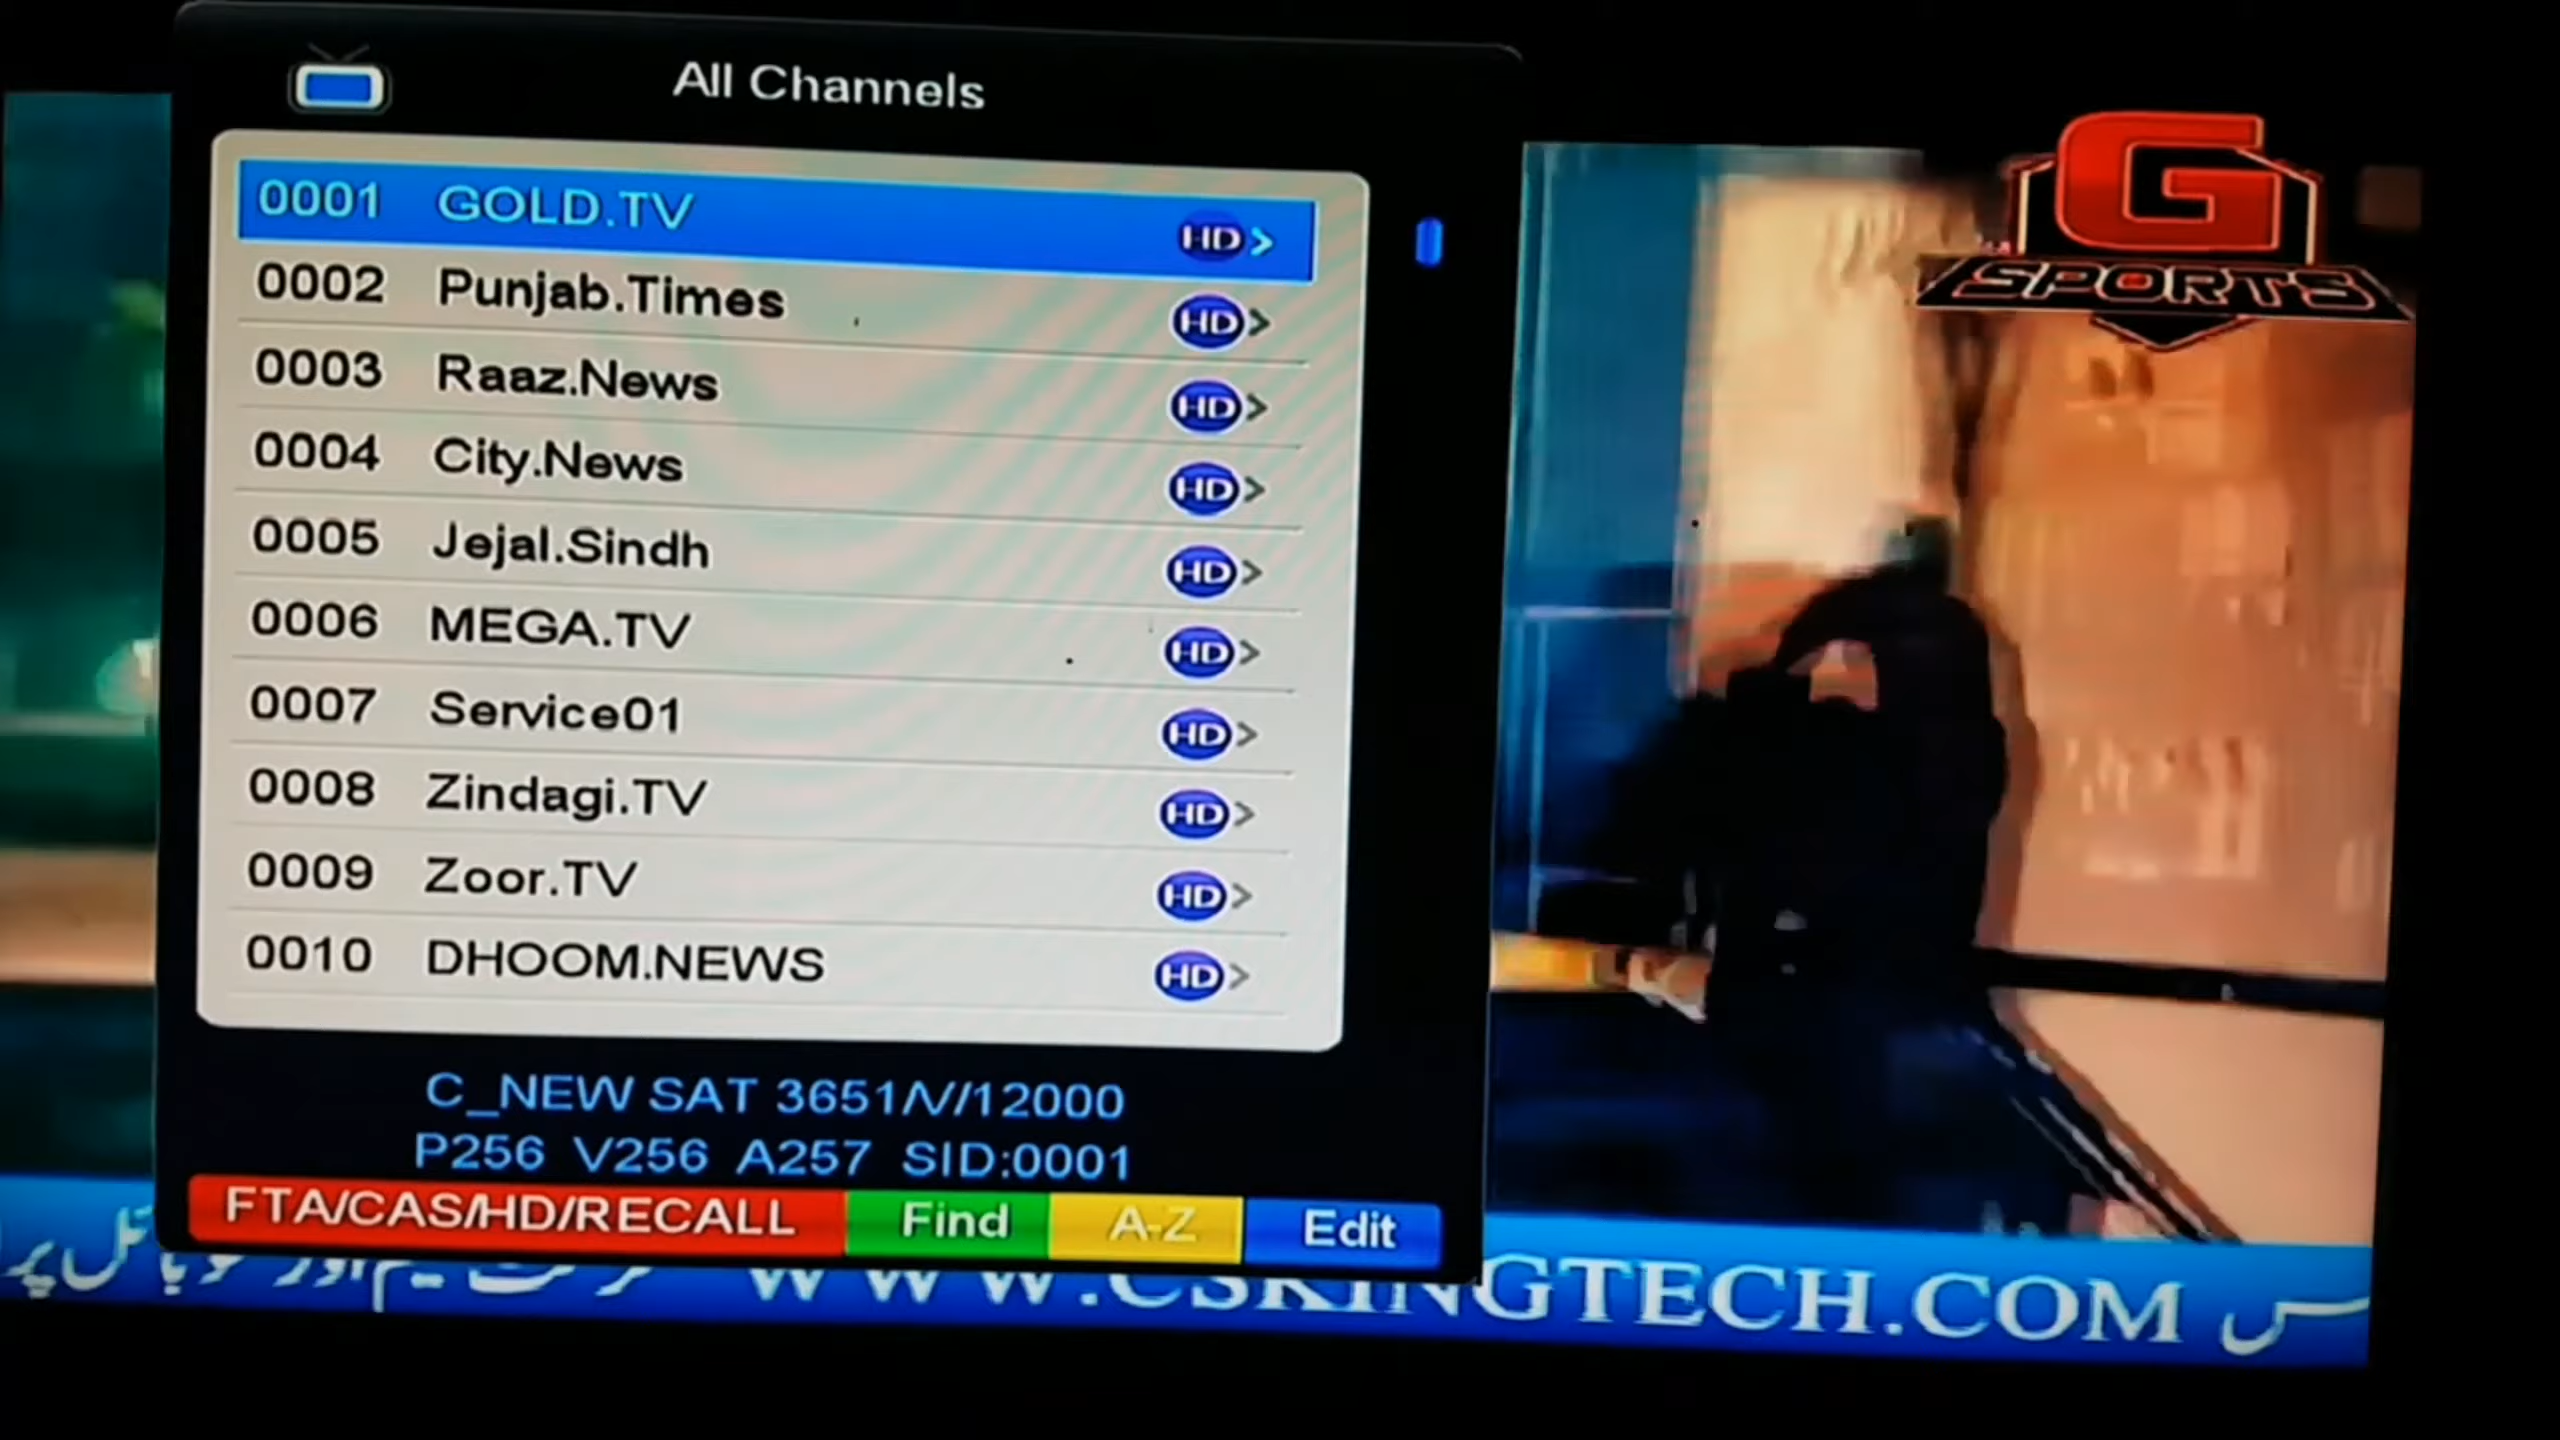 All Channels
G
SPORTS
0001 GOLD.TV HD >
0002 Punjab.Times HD >
0003 Raaz.News HD >
0004 City.News HD >
0005 Jejal.Sindh HD >
0006 MEGA.TV HD >
0007 Service01 HD >
0008 Zindagi.TV HD >
0009 Zoor.TV HD >
0010 DHOOM.NEWS HD >
C_NEW SAT 3651/V/12000
P256 V256 A257 SID:0001
FTA/CAS/HD/RECALL Find A-Z Edit
WWW.CSKINGTECH.COM